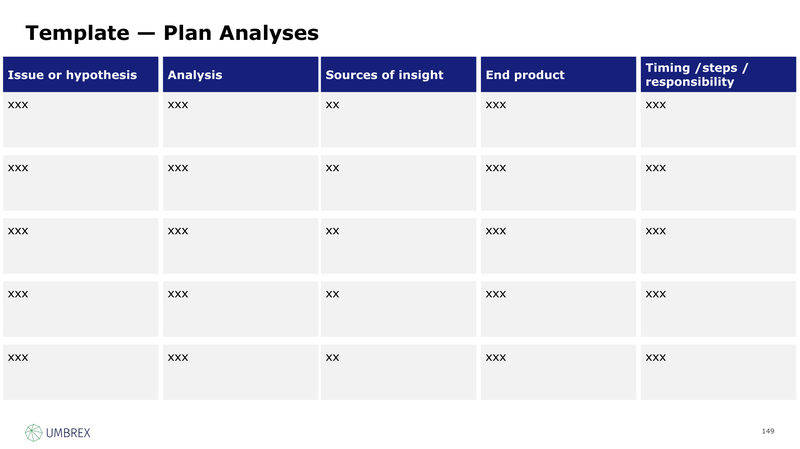 Template — Plan Analyses
Issue or hypothesis
Analysis
Sources of insight
End product
Timing /steps /
responsibility
xxx
xxx
xx
xxx
xxx
xxx
xxx
xx
xxx
xxx
xxx
xxx
xx
xxx
xxx
xxx
xxx
xx
xxx
xxx
xxx
xxx
xx
xxx
xxx
UMBREX
149